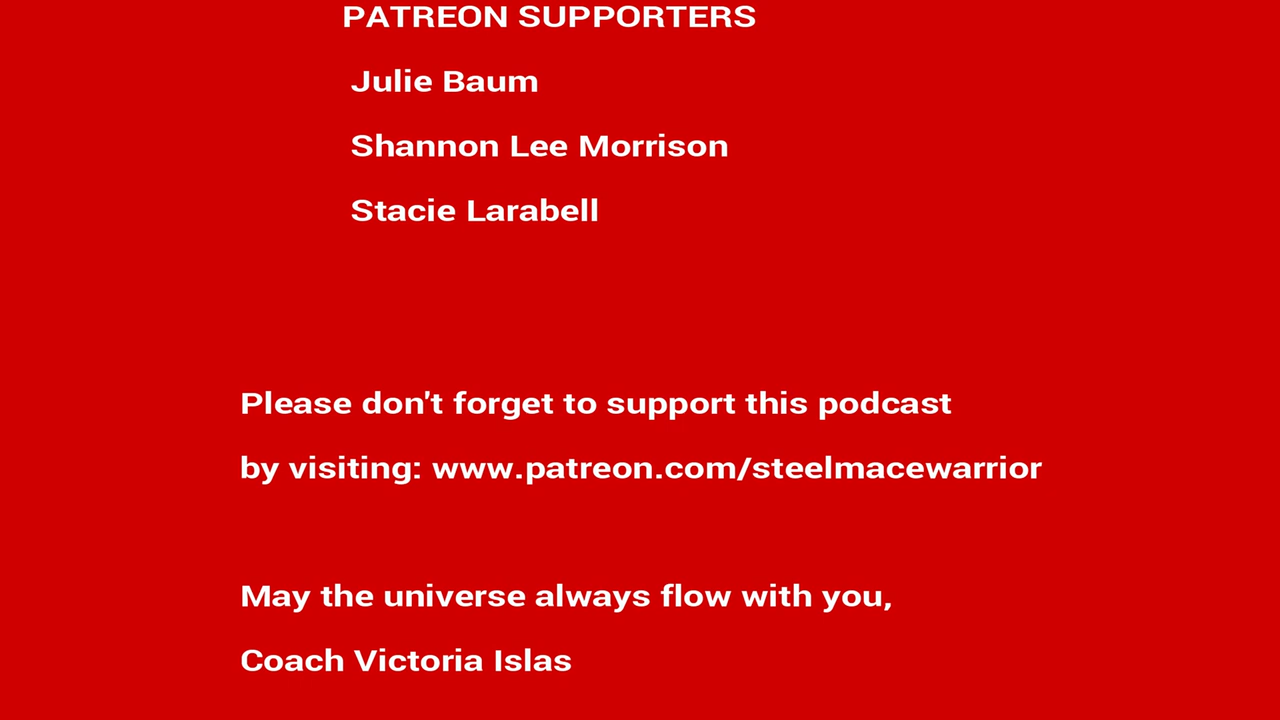 PATREON SUPPORTERS
Julie Baum
Shannon Lee Morrison
Stacie Larabell
Please don't forget to support this podcast
by visiting: www.patreon.com/steelmacewarrior
May the universe always flow with you,
Coach Victoria Islas